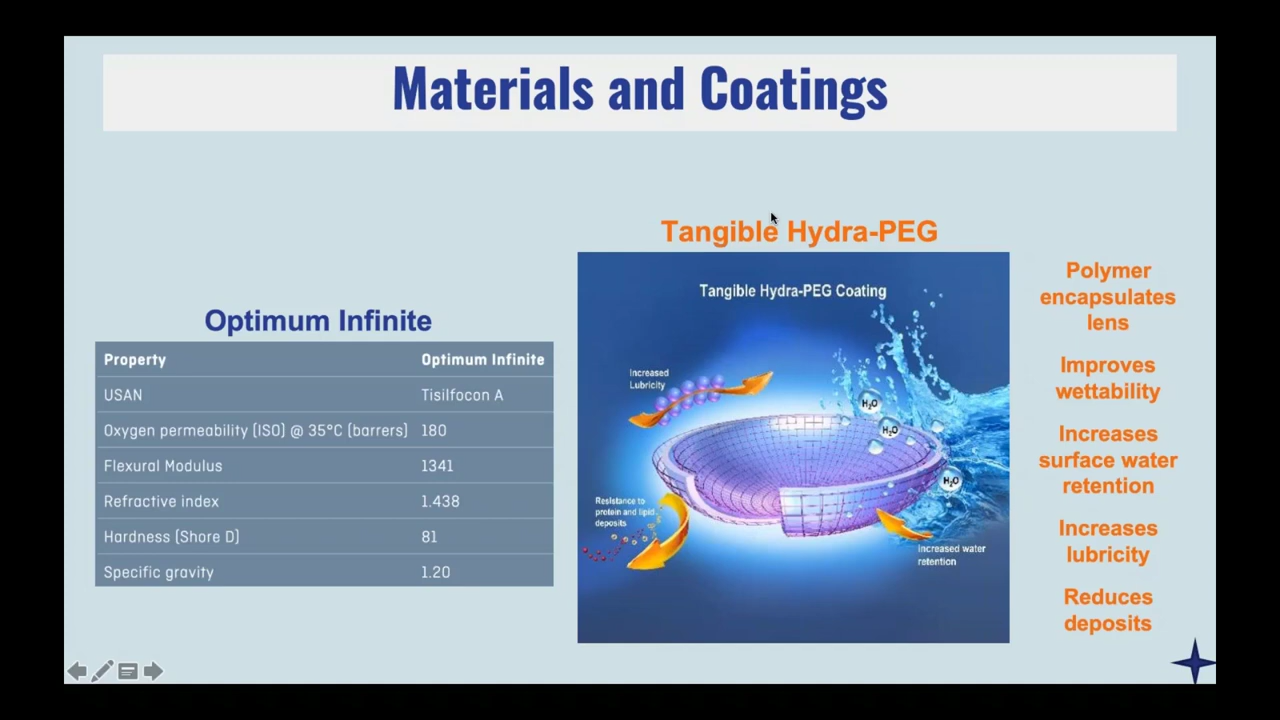 Materials and Coatings
Optimum Infinite
Property Optimum Infinite
USAN Tisilfocon A
Oxygen permeability (ISO) @ 35°C (barrers) 180
Flexural Modulus 1341
Refractive index 1.438
Hardness (Shore D) 81
Specific gravity 1.20
Tangible Hydra-PEG
Tangible Hydra-PEG Coating
Increased
Lubricity
H₂O
H₂O
H₂O
Resistance to
protein and lipid
deposits
Increased water
retention
Polymer
encapsulates
lens
Improves
wettability
Increases
surface water
retention
Increases
lubricity
Reduces
deposits